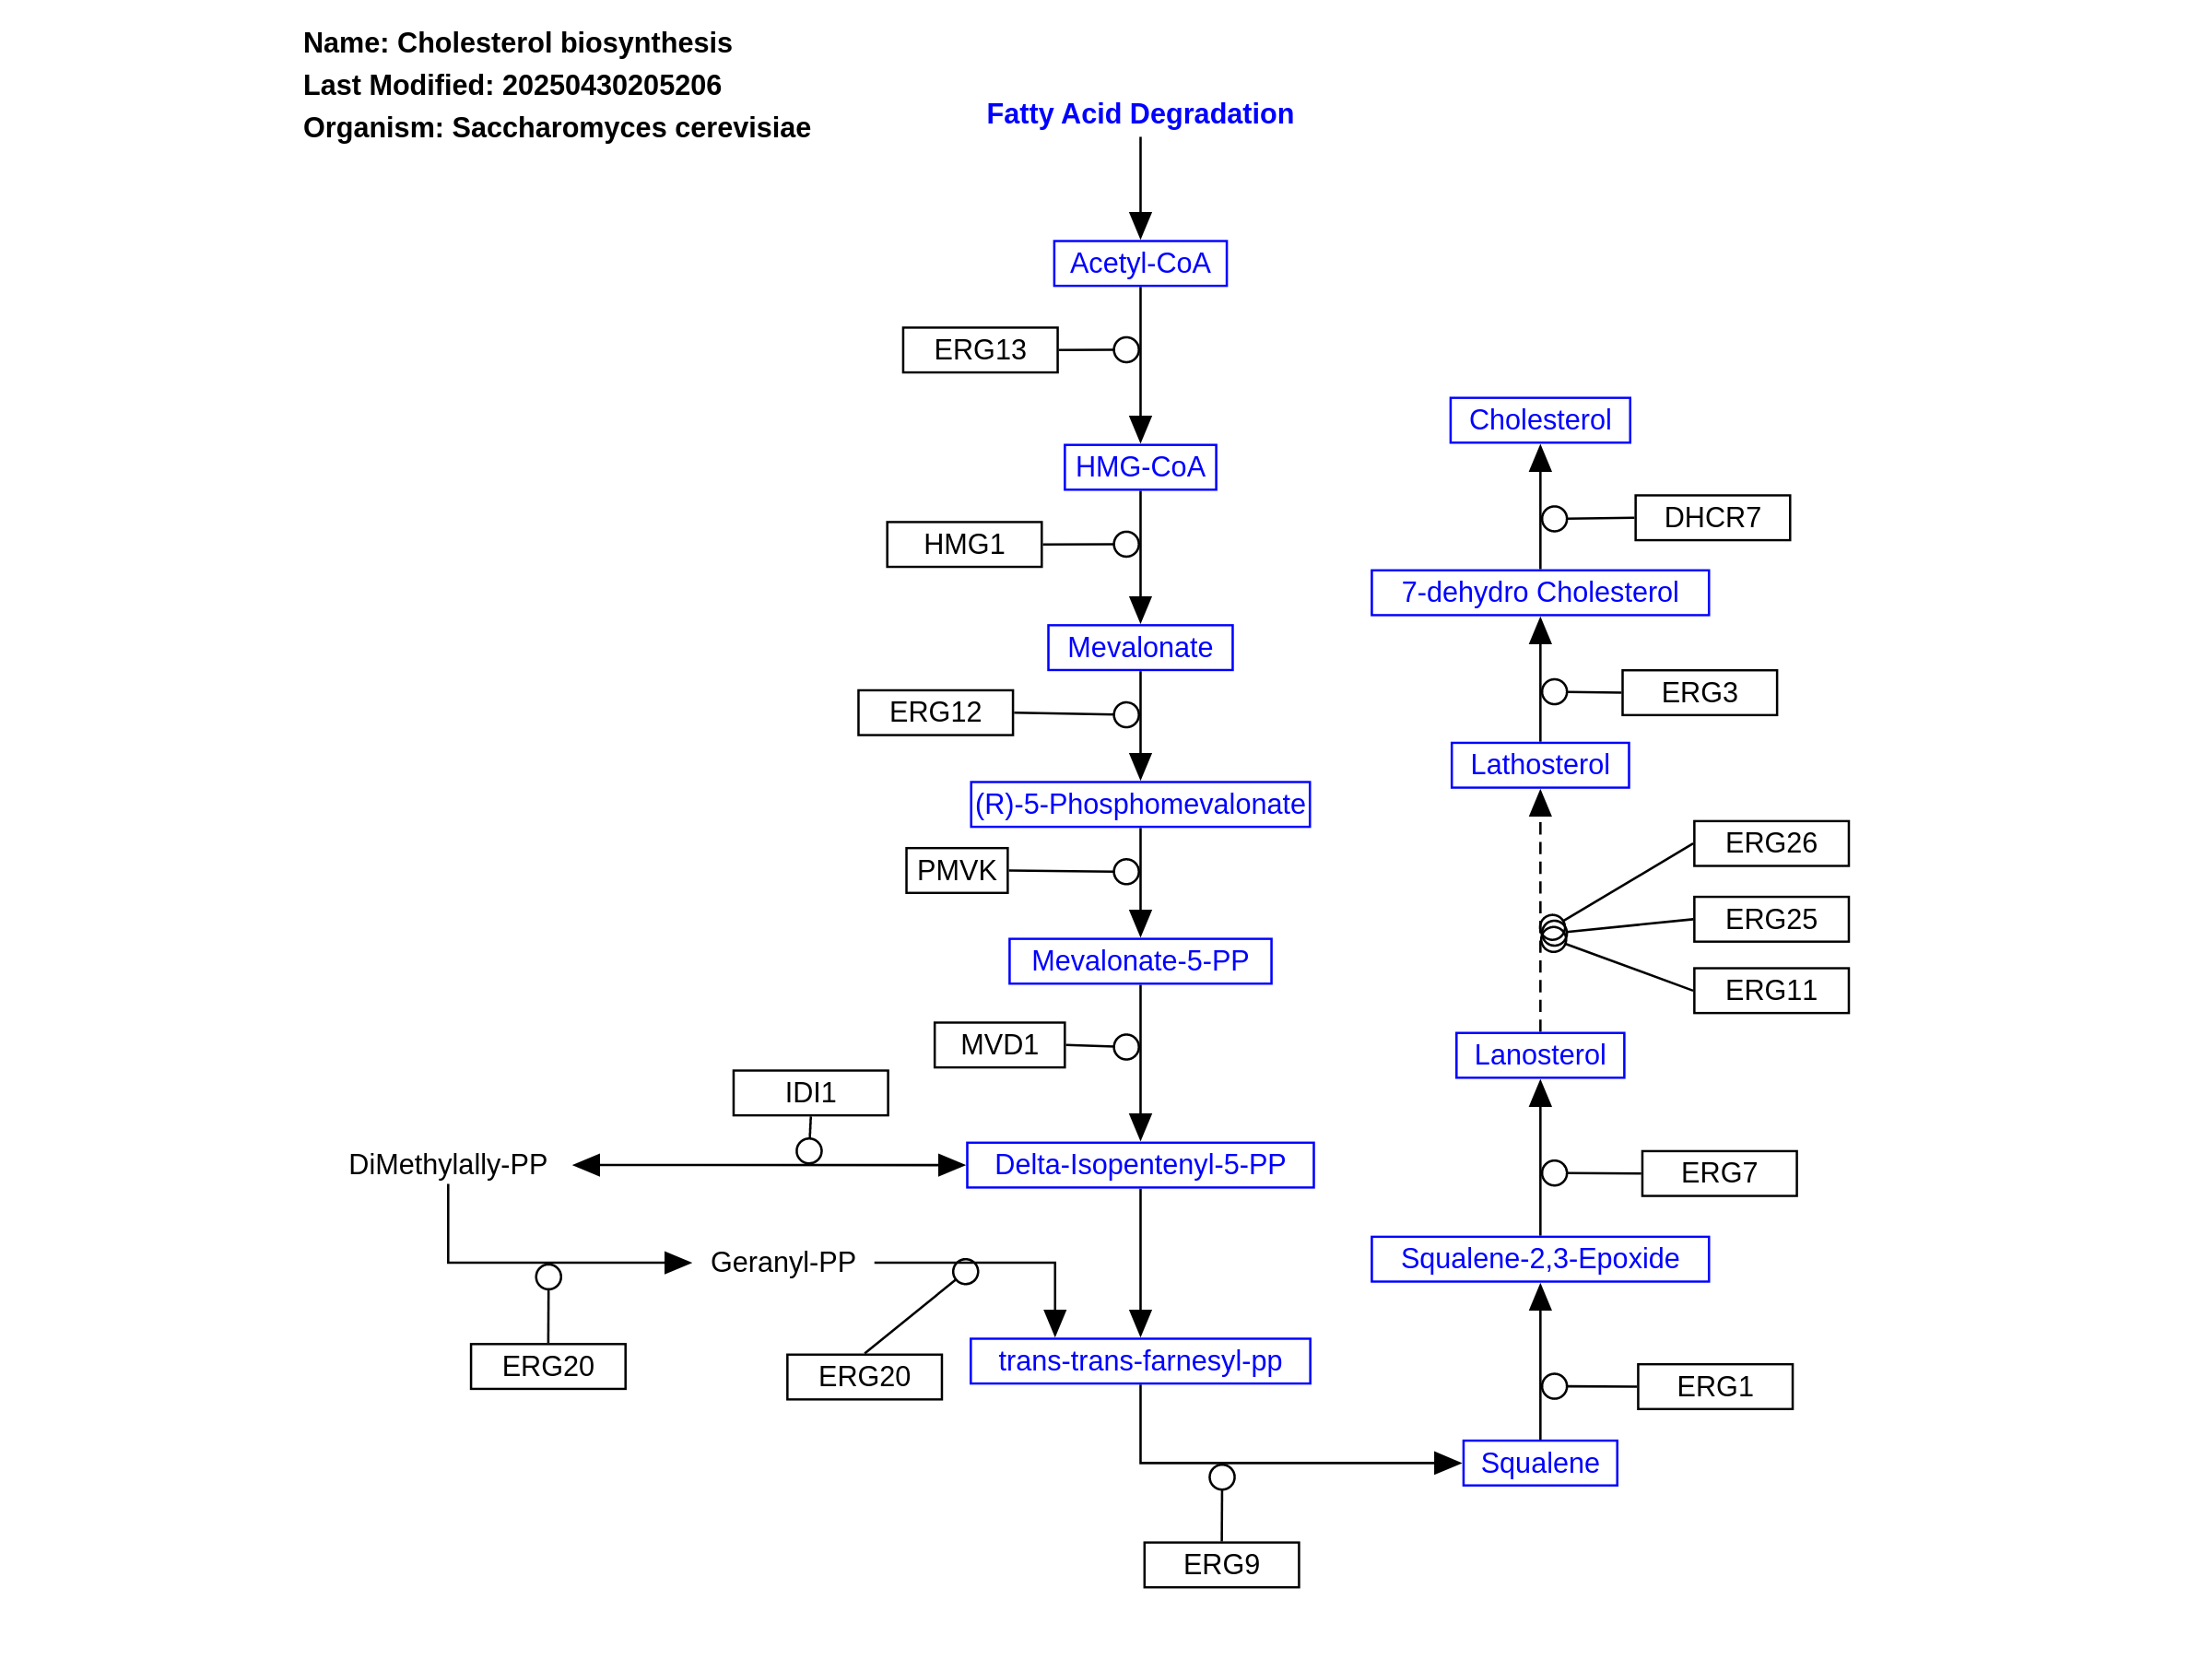 Name: Cholesterol biosynthesis
Last Modified: 20250430205206
Organism: Saccharomyces cerevisiae
Fatty Acid Degradation
Acetyl-CoA
ERG13
HMG-CoA
HMG1
Mevalonate
ERG12
(R)-5-Phosphomevalonate
PMVK
Mevalonate-5-PP
MVD1
IDI1
DiMethylally-PP
Delta-Isopentenyl-5-PP
Geranyl-PP
ERG20
ERG20
trans-trans-farnesyl-pp
ERG9
Cholesterol
DHCR7
7-dehydro Cholesterol
ERG3
Lathosterol
ERG26
ERG25
ERG11
Lanosterol
ERG7
Squalene-2,3-Epoxide
ERG1
Squalene